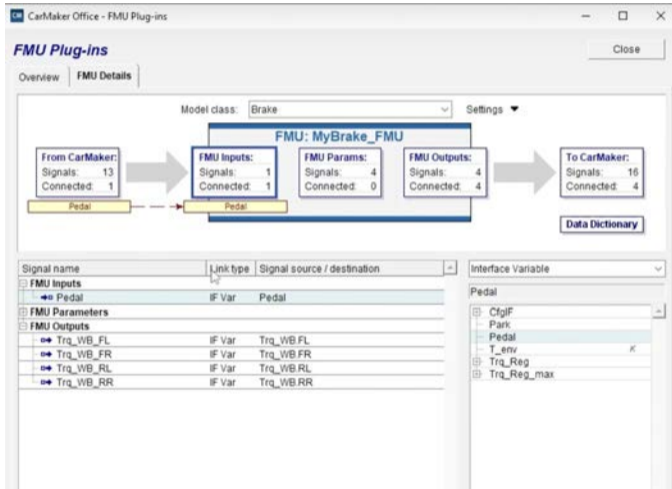 CM CarmMaker Office - FMU Plug-ins
FMU Plug-ins
Close
Overview
FMU Details
Model class: Brake
Settings
FMU: MyBrake_FMU
From CarMaker:
Signals: 13
Connected: 1
FMU Inputs:
Signals: 1
Connected: 1
FMU Params:
Signals: 4
Connected: 0
FMU Outputs:
Signals: 4
Connected: 4
To CarMaker:
Signals: 16
Connected: 4
Pedal
Pedal
Data Dictionary
Signal name Link type Signal source / destination
FMU Inputs
Pedal IF Var Pedal
FMU Parameters
FMU Outputs
Trq_WB_FL IF Var Trq_WB.FL
Trq_WB_FR IF Var Trq_WB.FR
Trq_WB_RL IF Var Trq_WB.RL
Trq_WB_RR IF Var Trq_WB.RR
Interface Variable
Pedal
CfgIF
Park
Pedal
T_env K
Trq_Reg
Trq_Reg_max